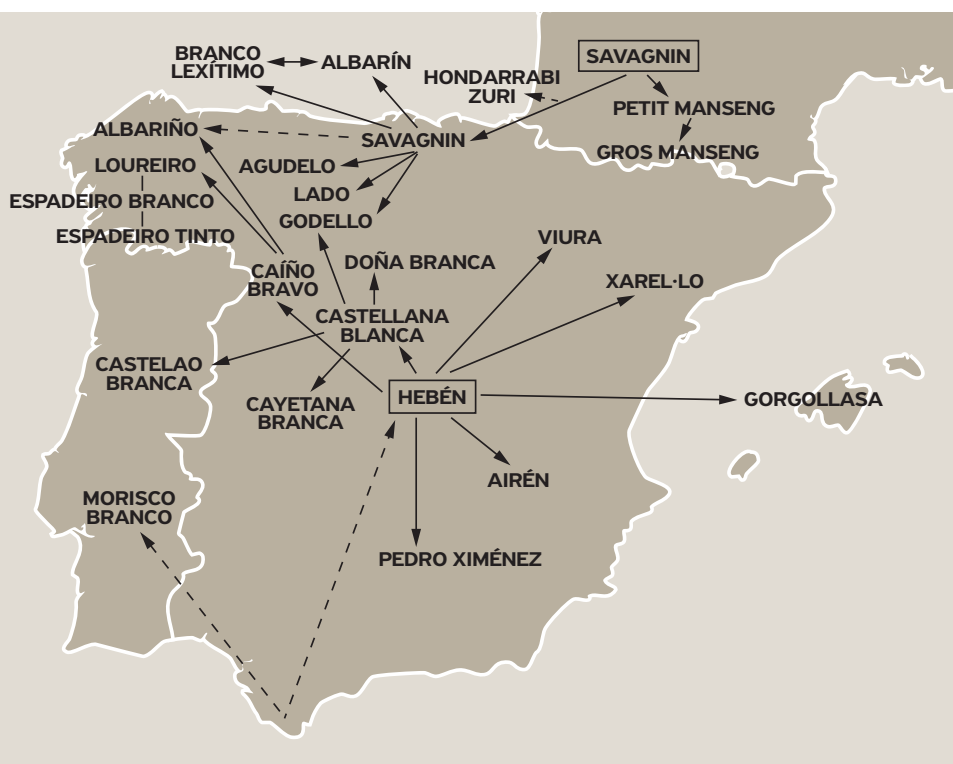 BRANCO
LEXÍTIMO
ALBARÍN
HONDARRABI
ZURI
SAVAGNIN
PETIT MANSENG
GROS MANSENG
ALBARIÑO
SAVAGNIN
LOUREIRO
AGUDELO
ESPADEIRO BRANCO
LADO
GODELLO
ESPADEIRO TINTO
VIURA
DOÑA BRANCA
CAÍÑO
BRAVO
XAREL·LO
CASTELLANA
BLANCA
CASTELAO
BRANCA
CAYETANA
BRANCA
HEBÉN
GORGOLLASA
AIRÉN
MORISCO
BRANCO
PEDRO XIMÉNEZ